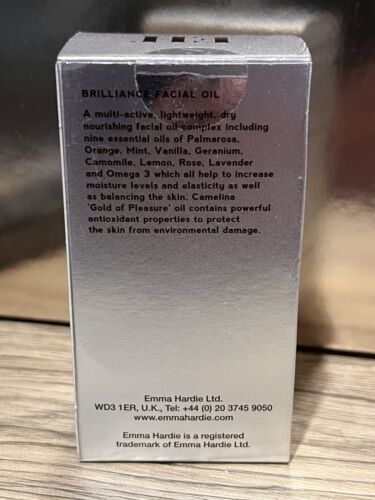 BRILLIANCE FACIAL OIL
A multi-active, lightweight, dry
nourishing facial oil complex including
nine essential oils of Palmarosa,
Orange, Mint, Vanilla, Geranium,
Camomile, Lemon, Rose, Lavender
and Omega 3 which all help to increase
moisture levels and elasticity as well
as balancing the skin. Camelina
'Gold of Pleasure' oil contains powerful
antioxidant properties to protect
the skin from environmental damage.
Emma Hardie Ltd.
WD3 1ER, U.K., Tel: +44 (0) 20 3745 9050
www.emmahardie.com
Emma Hardie is a registered
trademark of Emma Hardie Ltd.